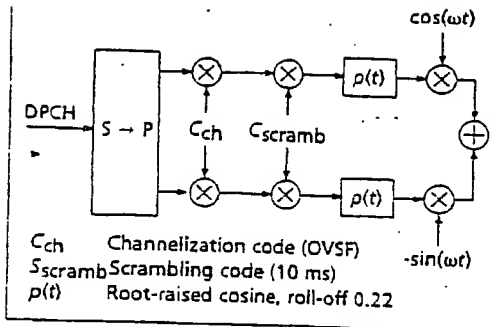 cos(ωt)
p(t)
DPCH
S → P
Cch
Cscramb
p(t)
-sin(ωt)
Cch Channelization code (OVSF)
Sscramb Scrambling code (10 ms)
p(t) Root-raised cosine, roll-off 0.22